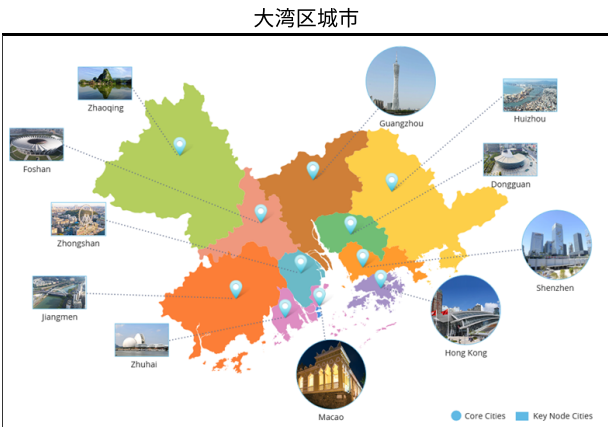 大湾区城市
Zhaoqing
Guangzhou
Huizhou
Foshan
Dongguan
Zhongshan
Shenzhen
Jiangmen
Hong Kong
Zhuhai
Macao
Core Cities
Key Node Cities